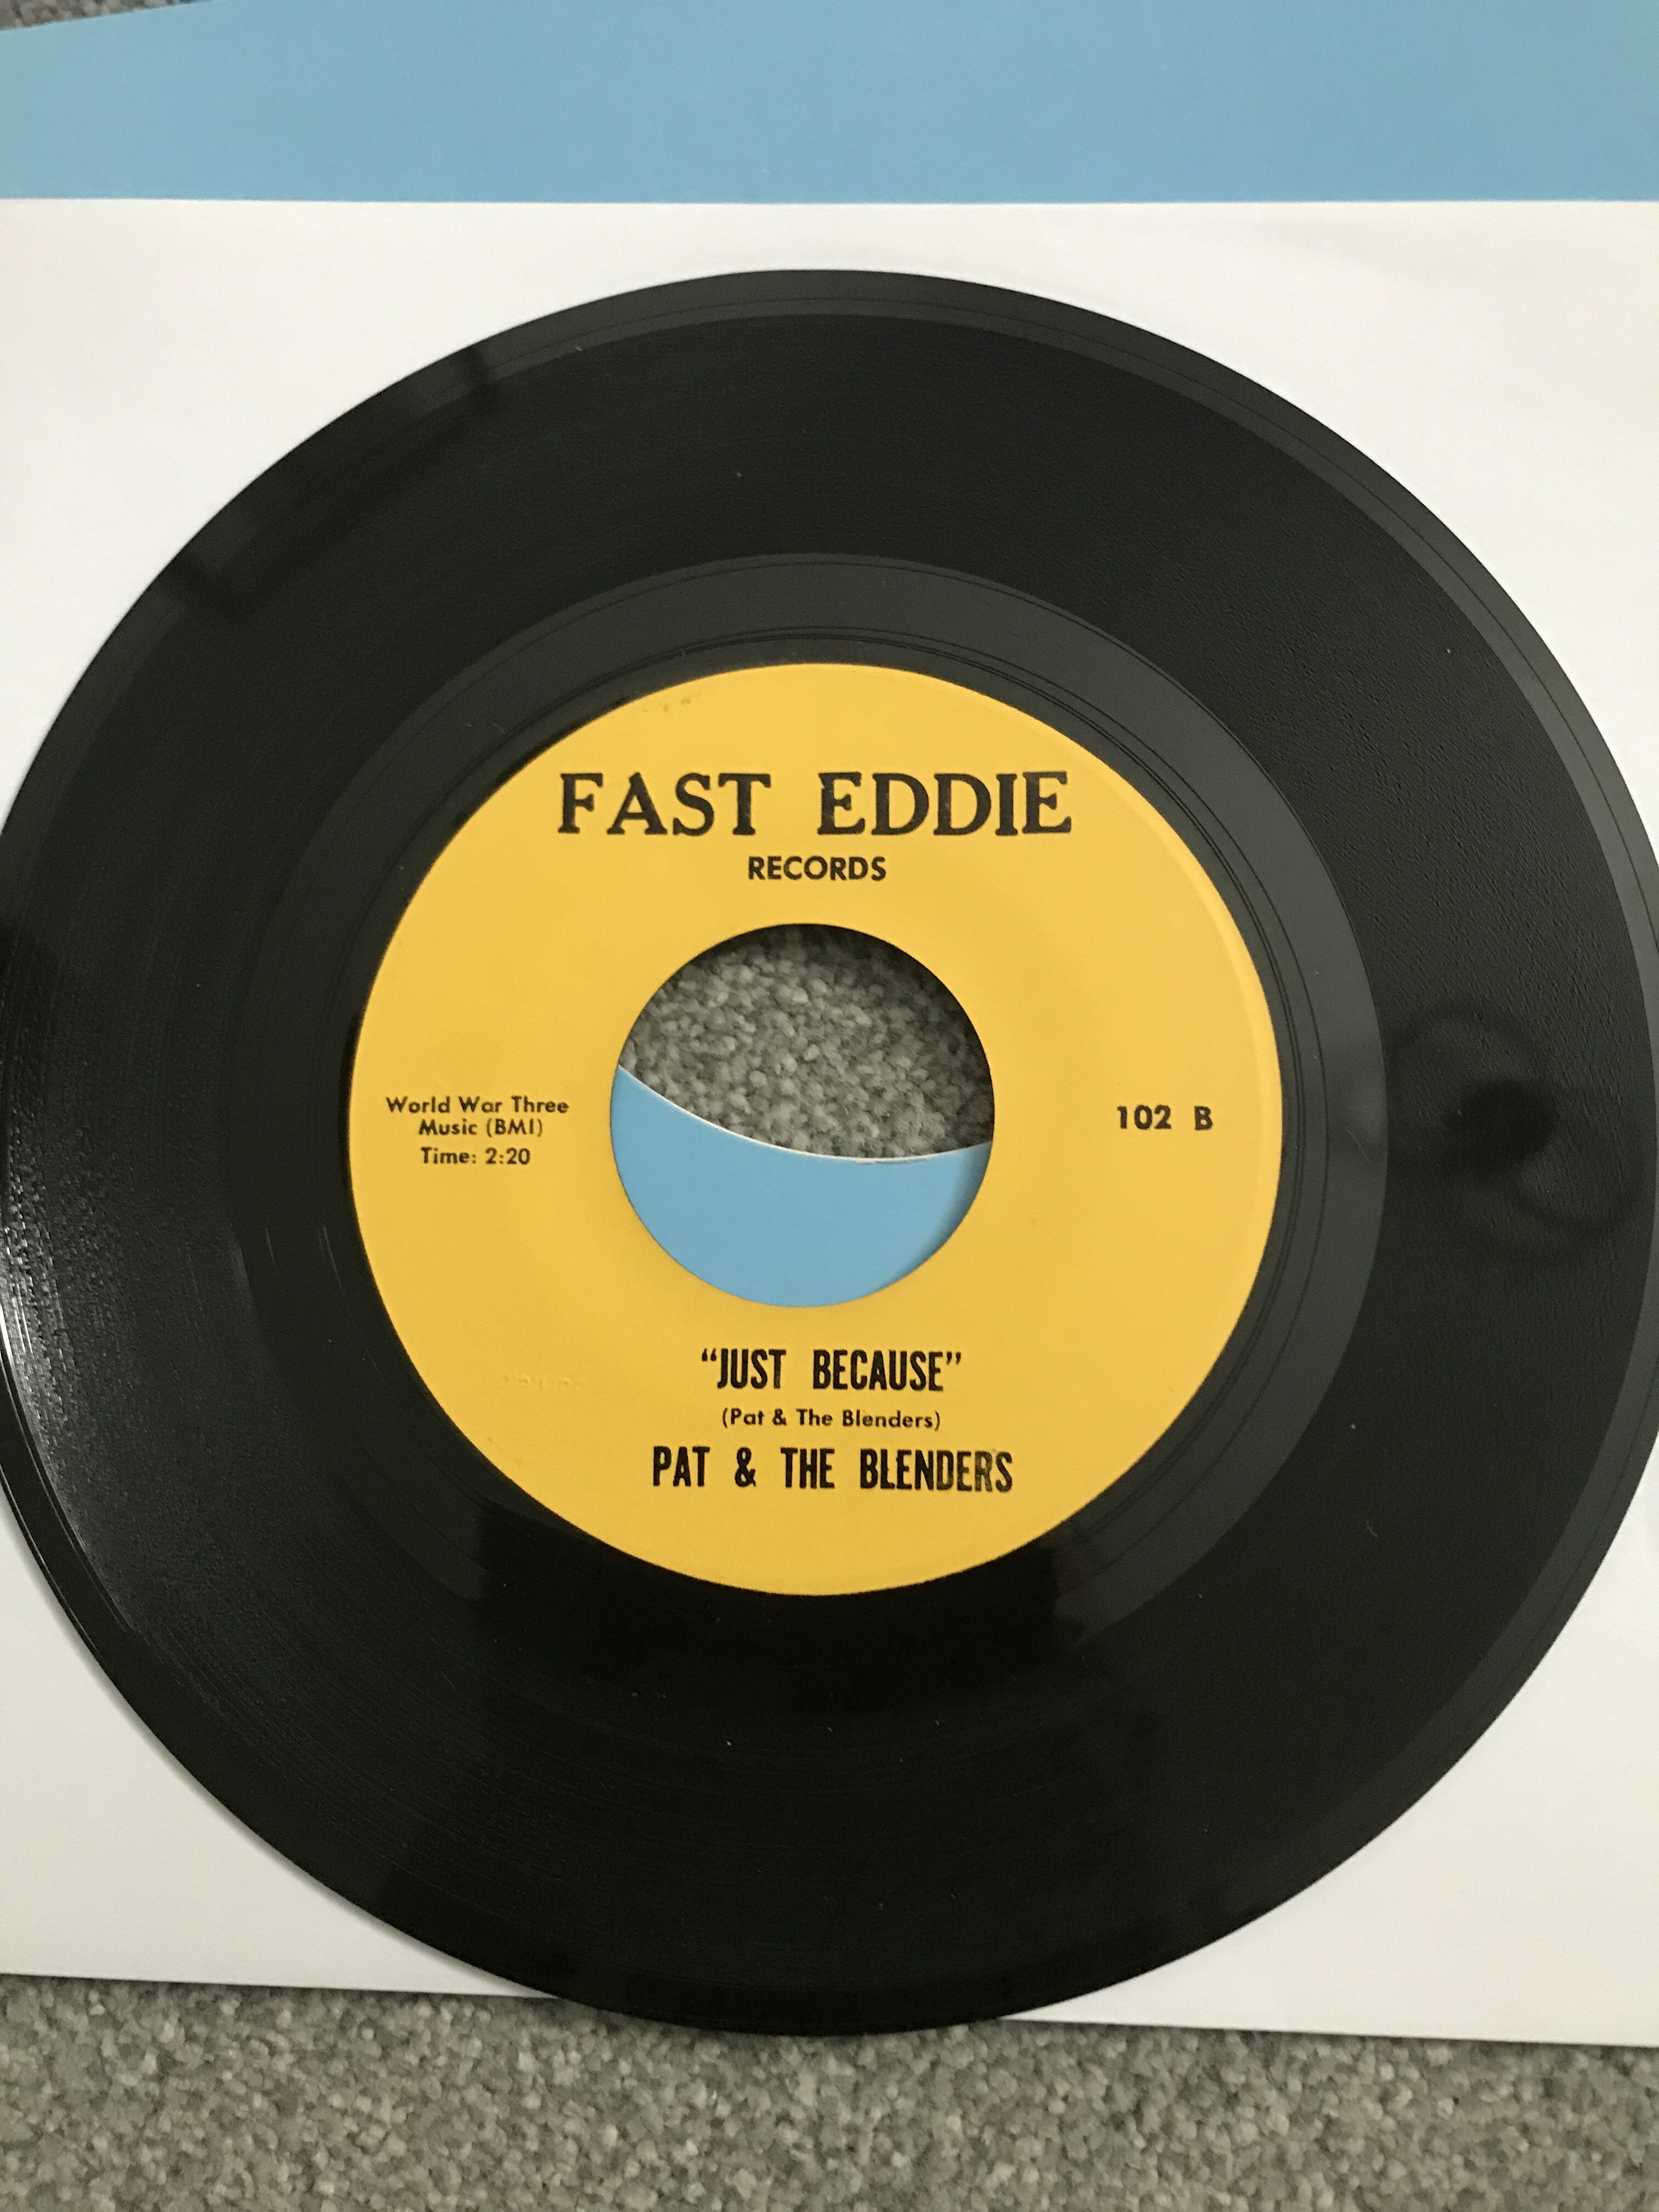 FAST EDDIE
RECORDS
World War Three
Music (BMI)
Time: 2:20
102 B
“JUST BECAUSE”
(Pat & The Blenders)
PAT & THE BLENDERS